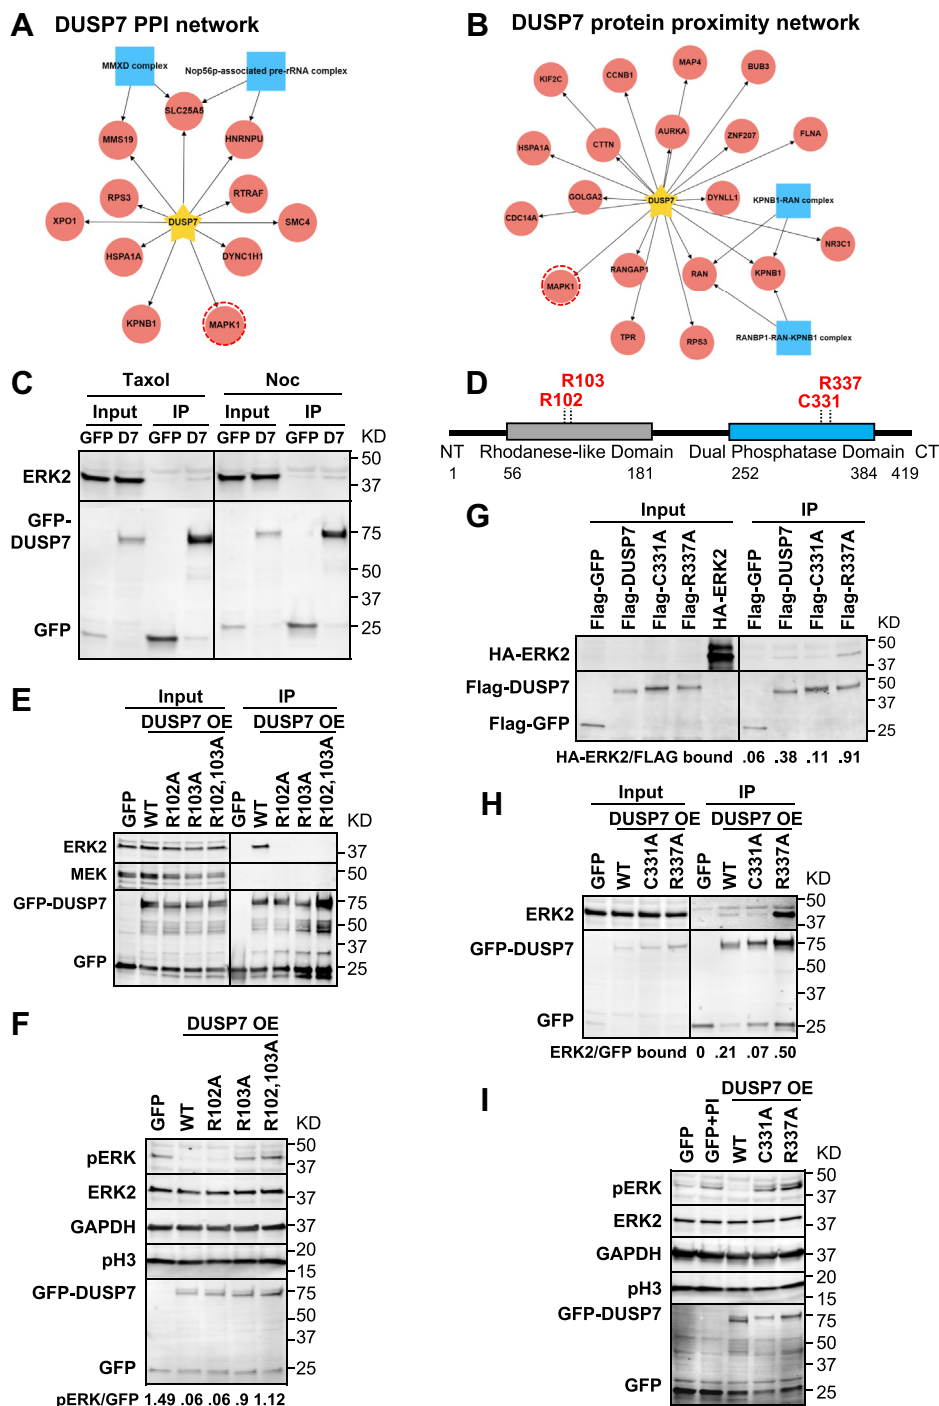 A DUSP7 PPI network
MMXD complex
Nop56p-associated pre-rRNA complex
SLC25A5
MMS19
HNRNPU
RPS3
RTRAF
XPO1
DUSP7
SMC4
HSPA1A
DYNC1H1
KPNB1
MAPK1
B DUSP7 protein proximity network
MAP4
BUB3
CCNB1
KIF2C
AURKA
ZNF207
FLNA
HSPA1A
CTTN
GOLGA2
DUSP7
DYNLL1
KPNB1-RAN complex
CDC14A
NR3C1
RANGAP1
RAN
KPNB1
MAPK1
TPR
RPS3
RANBP1-RAN-KPNB1 complex
C
Taxol Noc
Input IP Input IP
GFP D7 GFP D7 GFP D7 GFP D7 KD
ERK2
50
37
GFP-DUSP7
75
50
37
GFP
25
D
R103
R102
R337
C331
NT Rhodanese-like Domain Dual Phosphatase Domain CT
1 56 181 252 384 419
E
Input IP
DUSP7 OE DUSP7 OE
GFP WT R102A R103A R102,103A GFP WT R102A R103A R102,103A KD
ERK2 37
MEK 50
GFP-DUSP7 75
50
37
GFP 25
F
DUSP7 OE
GFP WT R102A R103A R102,103A KD
pERK 50
37
ERK2 37
GAPDH 37
pH3 20
15
GFP-DUSP7 75
50
37
GFP 25
pERK/GFP 1.49 .06 .06 .9 1.12
G
Input IP
Flag-GFP Flag-DUSP7 Flag-C331A Flag-R337A HA-ERK2 Flag-GFP Flag-DUSP7 Flag-C331A Flag-R337A KD
HA-ERK2 50
37
Flag-DUSP7 50
37
Flag-GFP 25
HA-ERK2/FLAG bound .06 .38 .11 .91
H
Input IP
DUSP7 OE DUSP7 OE
GFP WT C331A R337A GFP WT C331A R337A KD
ERK2 50
37
GFP-DUSP7 75
50
37
GFP 25
ERK2/GFP bound 0 .21 .07 .50
I
DUSP7 OE
GFP GFP+PI WT C331A R337A KD
pERK 50
37
ERK2 37
GAPDH 37
pH3 20
15
GFP-DUSP7 75
50
37
GFP 25